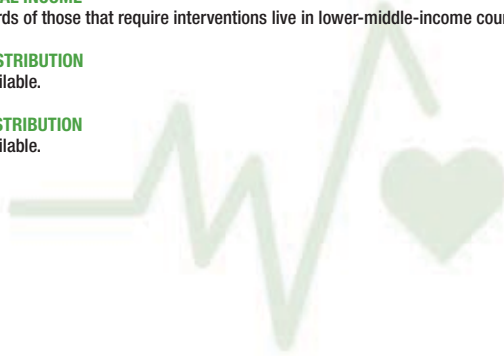 AL INCOME
rds of those that require interventions live in lower-middle-income cou
STRIBUTION
ilable.
STRIBUTION
ilable.